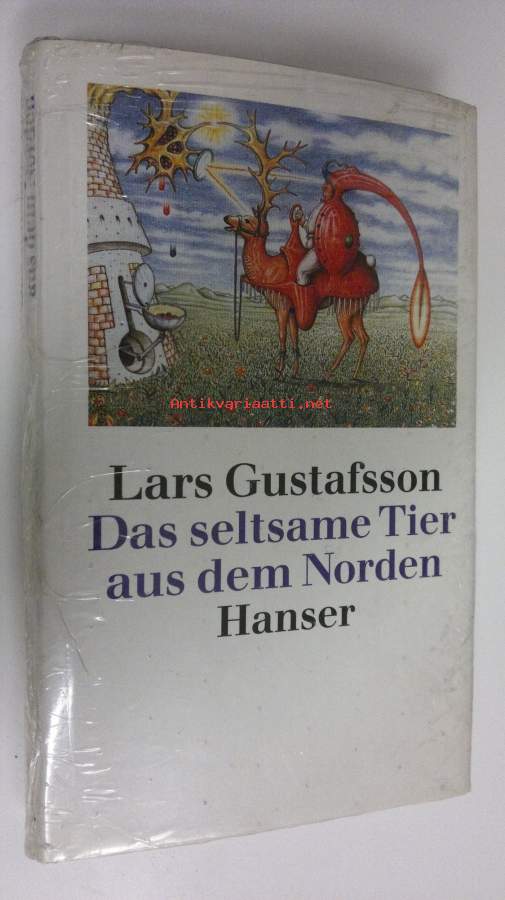 Antikvariaatti.net
Lars Gustafsson
Das seltsame Tier
aus dem Norden
Hanser